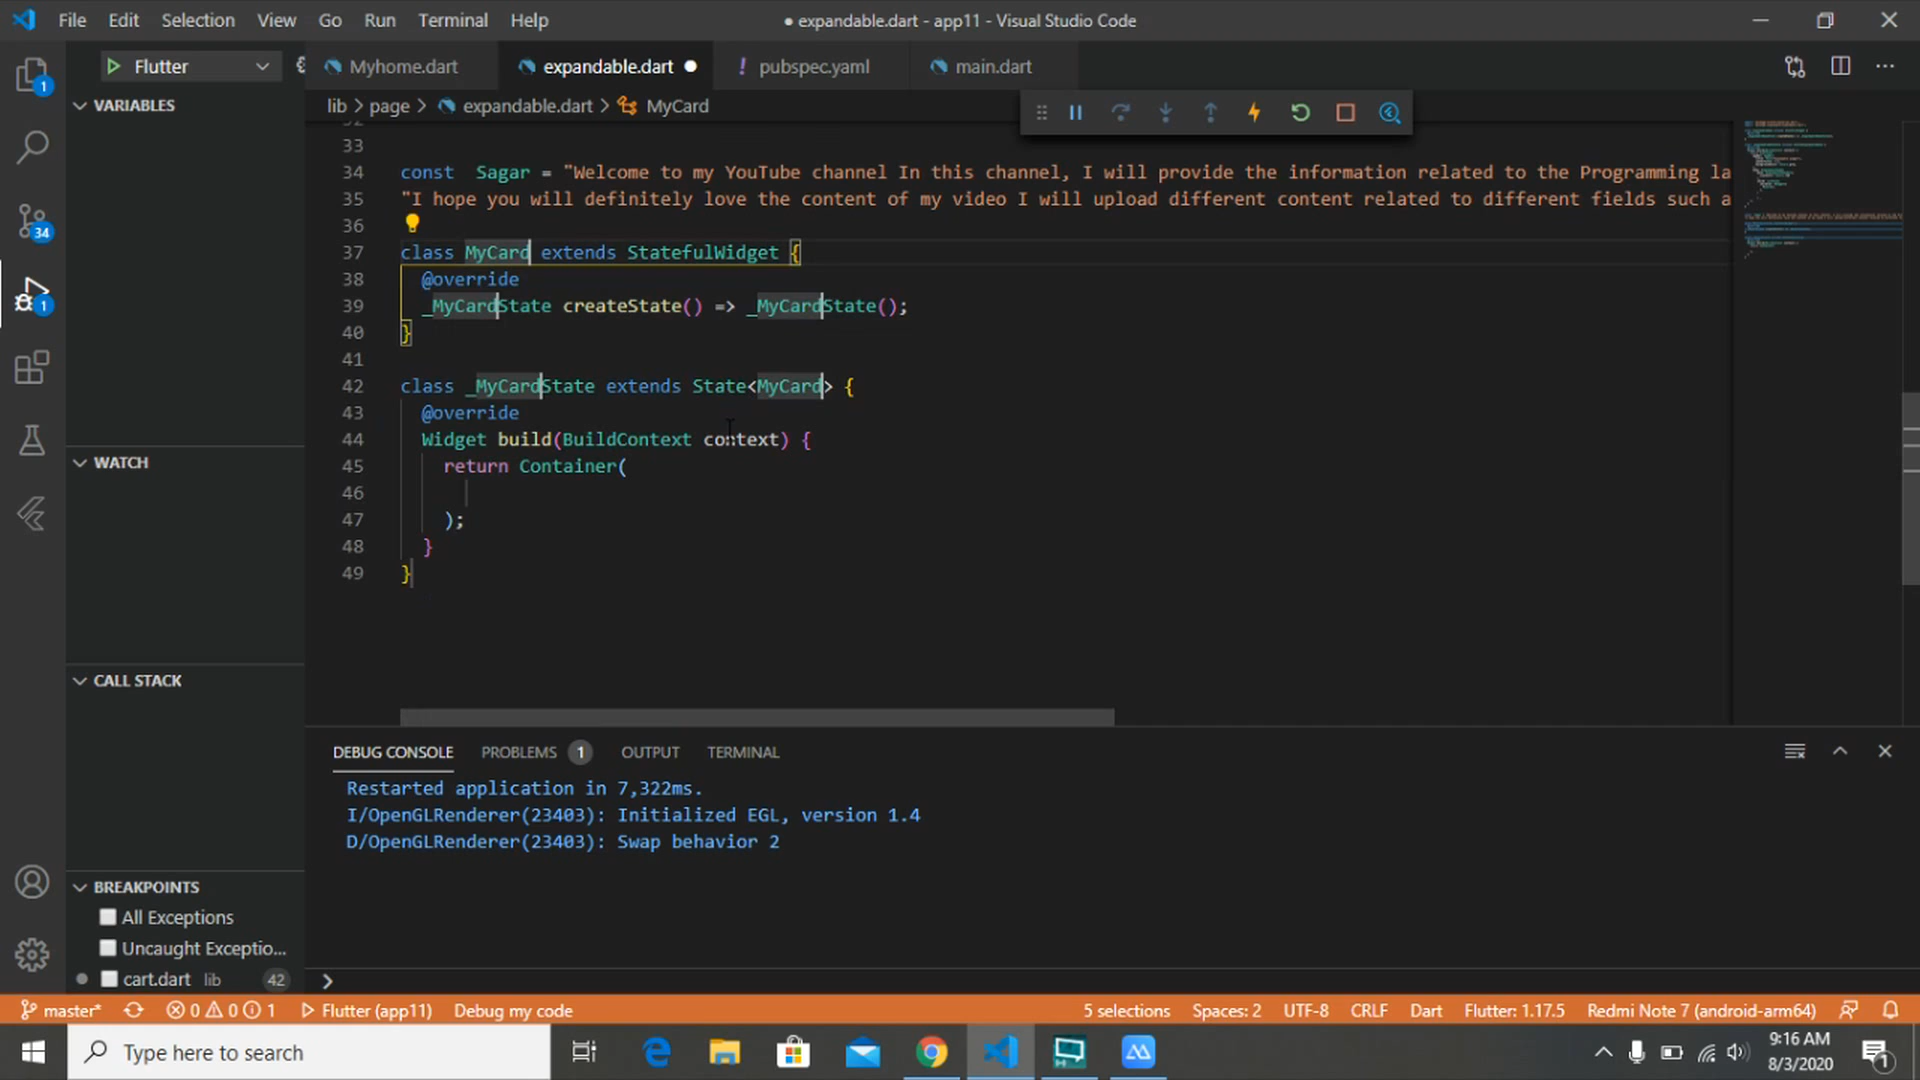 File Edit Selection View Go Run Terminal Help
● expandable.dart - app11 - Visual Studio Code
Flutter
Myhome.dart
expandable.dart
! pubspec.yaml
main.dart
lib > page > expandable.dart > MyCard
VARIABLES
WATCH
CALL STACK
BREAKPOINTS
All Exceptions
Uncaught Exceptio...
cart.dart lib 42
1
34
1
33
34 const Sagar = "Welcome to my YouTube channel In this channel, I will provide the information related to the Programming la
35 "I hope you will definitely love the content of my video I will upload different content related to different fields such a
36
37 class MyCard extends StatefulWidget {
38 @override
39 _MyCardState createState() => _MyCardState();
40 }
41
42 class _MyCardState extends State<MyCard> {
43 @override
44 Widget build(BuildContext context) {
45 return Container(
46
47 );
48 }
49 }
DEBUG CONSOLE PROBLEMS 1 OUTPUT TERMINAL
Restarted application in 7,322ms.
I/OpenGLRenderer(23403): Initialized EGL, version 1.4
D/OpenGLRenderer(23403): Swap behavior 2
>
master* 0 0 1 Flutter (app11) Debug my code
5 selections Spaces: 2 UTF-8 CRLF Dart Flutter: 1.17.5 Redmi Note 7 (android-arm64)
Type here to search
9:16 AM
8/3/2020
1